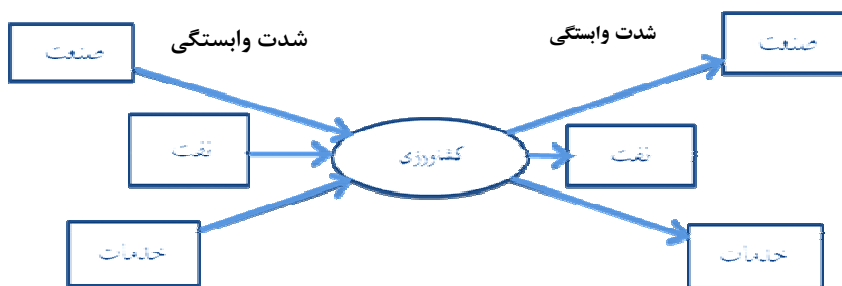 شدت وابستگی
صنعت
شدت وابستگی
صنعت
نفت
کشاورزی
نفت
خدمات
خدمات